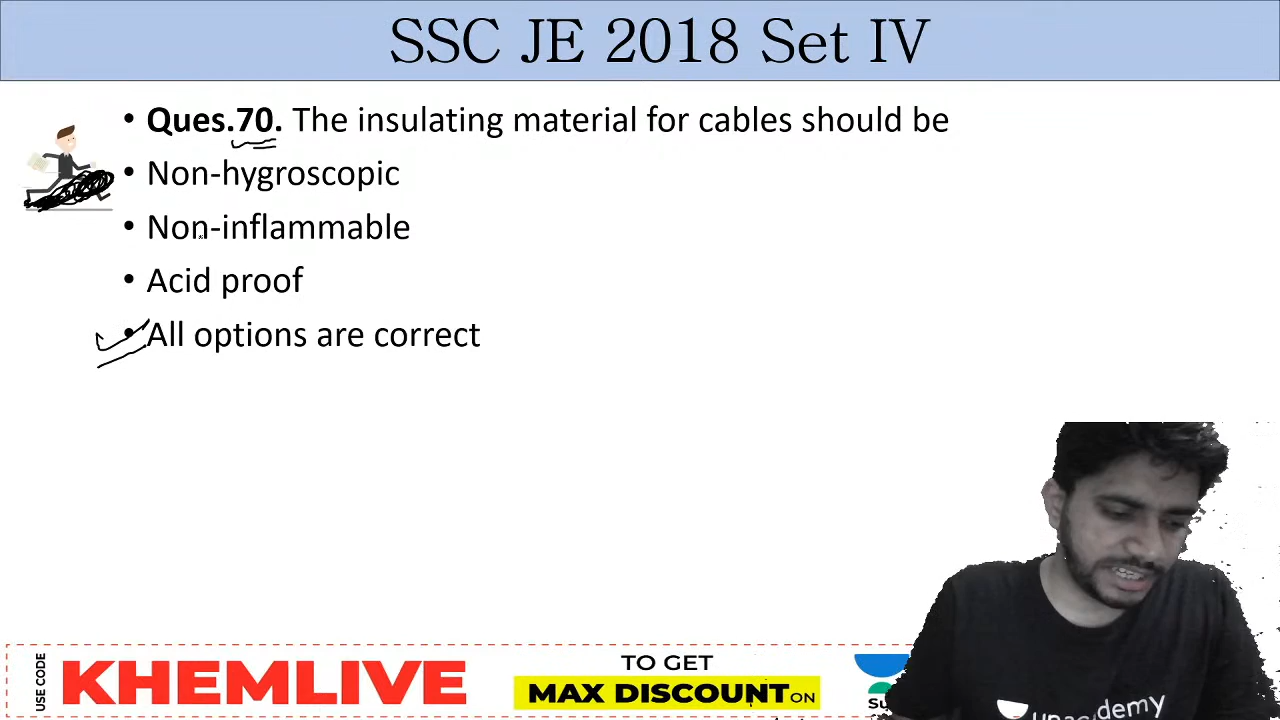 SSC JE 2018 Set IV
• Ques.70. The insulating material for cables should be
• Non-hygroscopic
• Non-inflammable
• Acid proof
• All options are correct
USE CODE
KHEMLIVE
TO GET
MAX DISCOUNT ON
unacademy